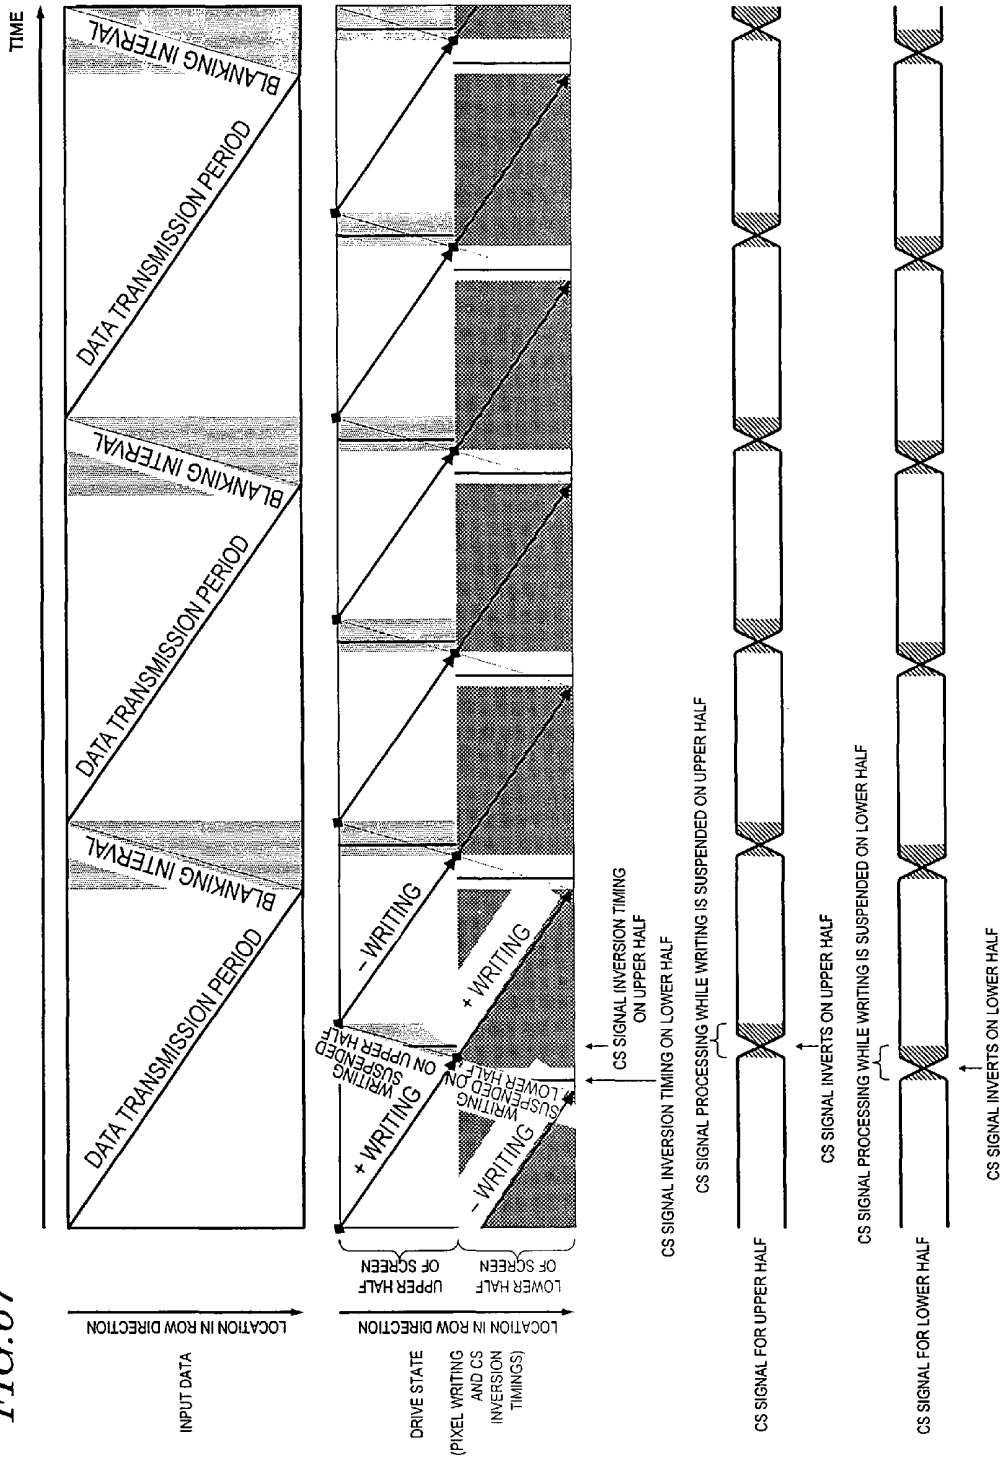 FIG.67
TIME
INPUT DATA
LOCATION IN ROW DIRECTION
DATA TRANSMISSION PERIOD
BLANKING INTERVAL
DATA TRANSMISSION PERIOD
BLANKING INTERVAL
DATA TRANSMISSION PERIOD
BLANKING INTERVAL
DRIVE STATE
(PIXEL WRITING
AND CS
INVERSION
TIMINGS)
LOCATION IN ROW DIRECTION
UPPER HALF
OF SCREEN
LOWER HALF
OF SCREEN
+ WRITING
WRITING
SUSPENDED
ON UPPER HALF
– WRITING
– WRITING
WRITING
SUSPENDED ON
LOWER HALF
+ WRITING
CS SIGNAL INVERSION TIMING
ON UPPER HALF
CS SIGNAL INVERSION TIMING ON LOWER HALF
CS SIGNAL PROCESSING WHILE WRITING IS SUSPENDED ON UPPER HALF
CS SIGNAL FOR UPPER HALF
CS SIGNAL INVERTS ON UPPER HALF
CS SIGNAL PROCESSING WHILE WRITING IS SUSPENDED ON LOWER HALF
CS SIGNAL FOR LOWER HALF
CS SIGNAL INVERTS ON LOWER HALF